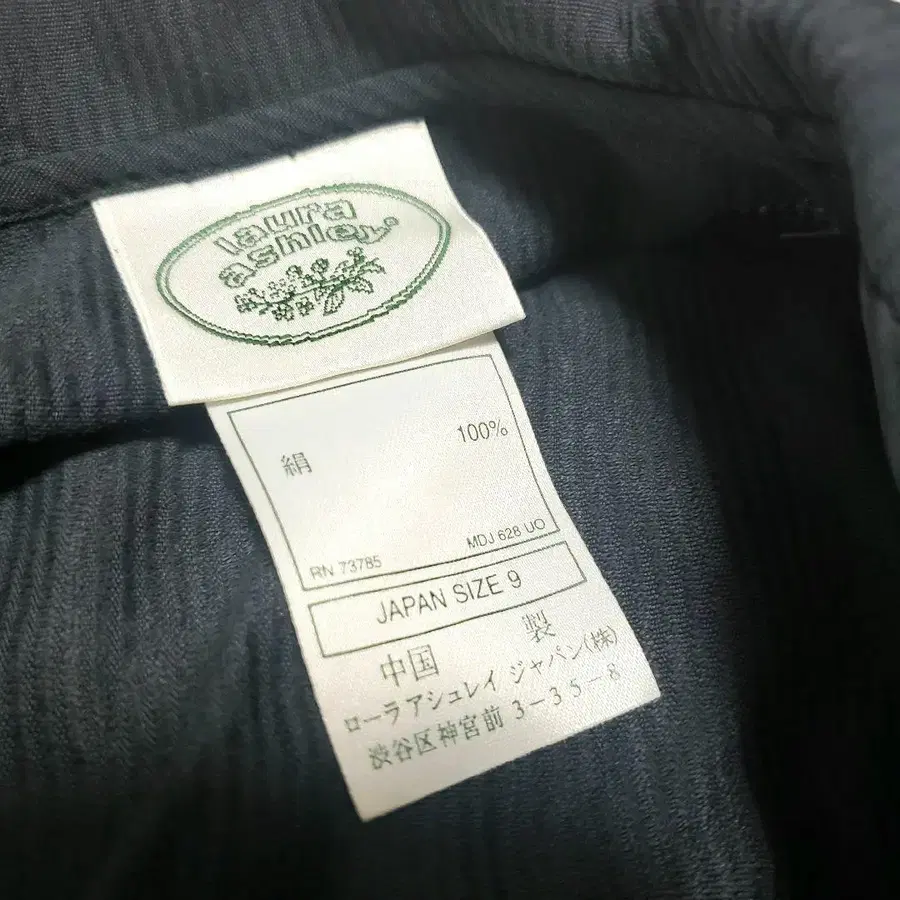 laura
ashley
絹 100%
RN 73785 MDJ 628 UO
JAPAN SIZE 9
中国 製
ローラ アシュレイ ジャパン(株)
渋谷区神宮前 3-35-8